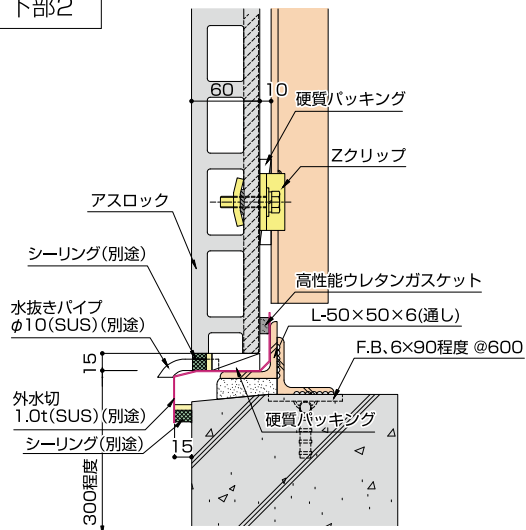 下部2
60
10
硬質パッキング
Zクリップ
アスロック
シーリング(別途)
高性能ウレタンガスケット
水抜きパイプ
φ10(SUS)(別途)
L-50×50×6(通し)
F.B、6×90程度 @600
15
外水切
1.0t(SUS)(別途)
硬質パッキング
シーリング(別途)
15
300程度